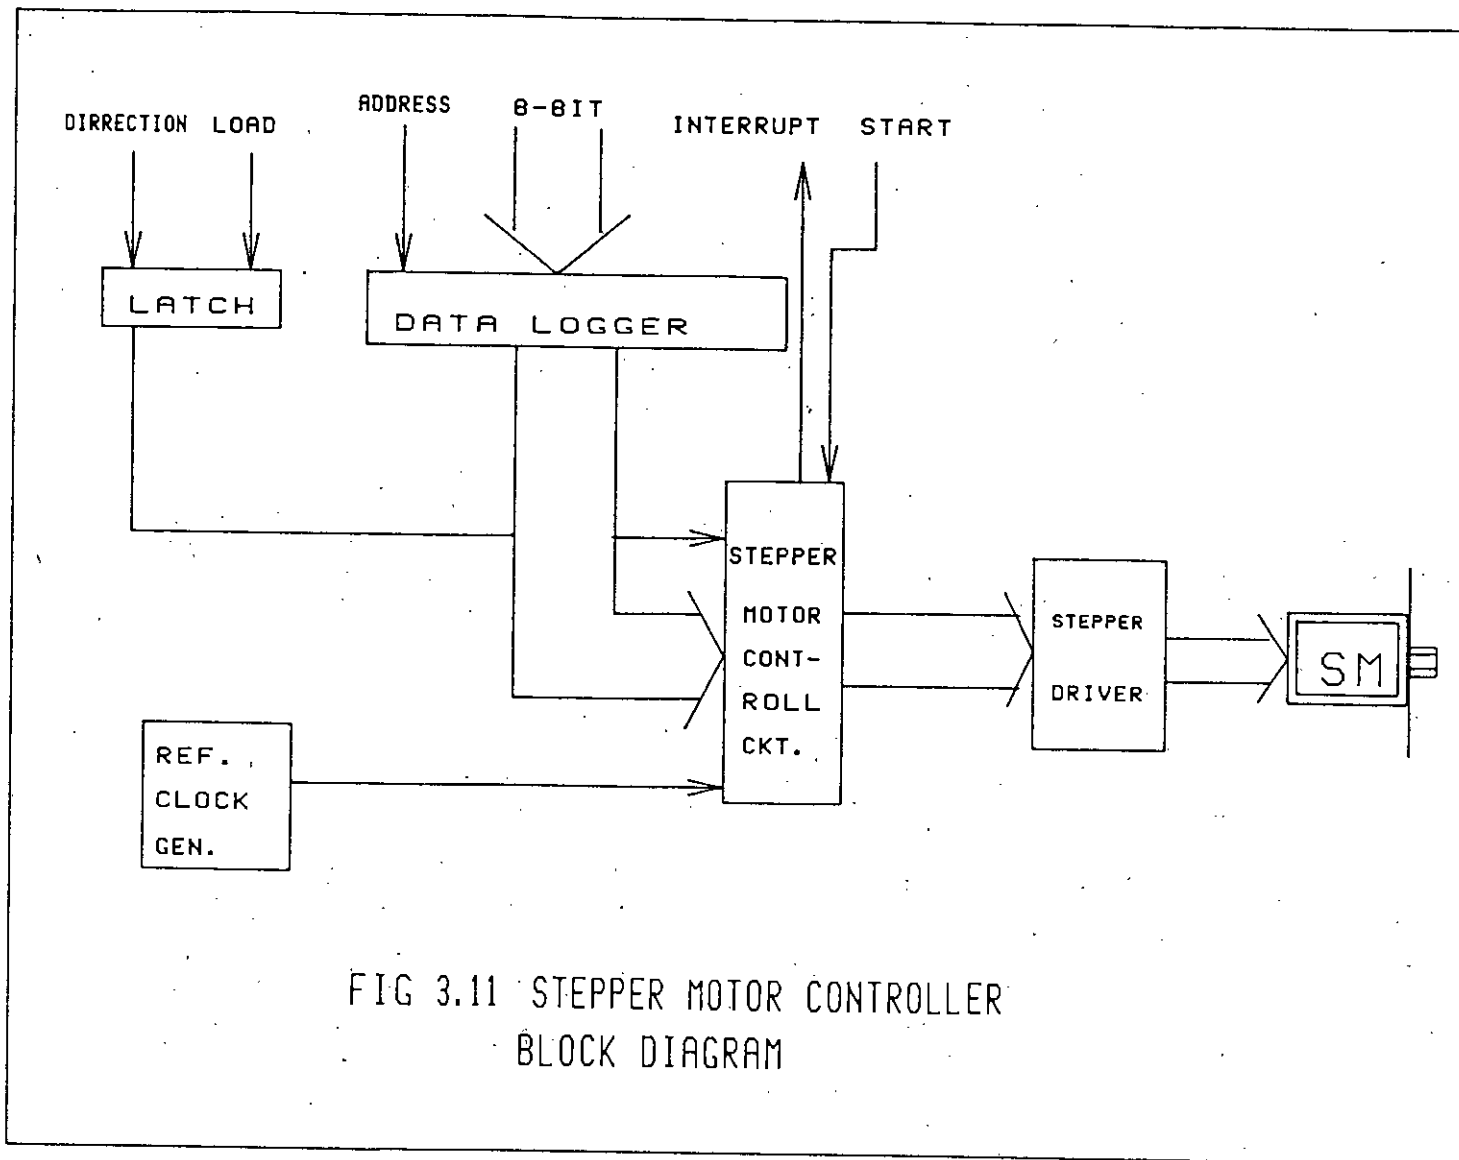 DIRRECTION LOAD
ADDRESS
8-BIT
INTERRUPT START
LATCH
DATA LOGGER
STEPPER
MOTOR
CONT-
ROLL
CKT.
STEPPER
DRIVER
SM
REF.
CLOCK
GEN.
FIG 3.11 STEPPER MOTOR CONTROLLER
BLOCK DIAGRAM